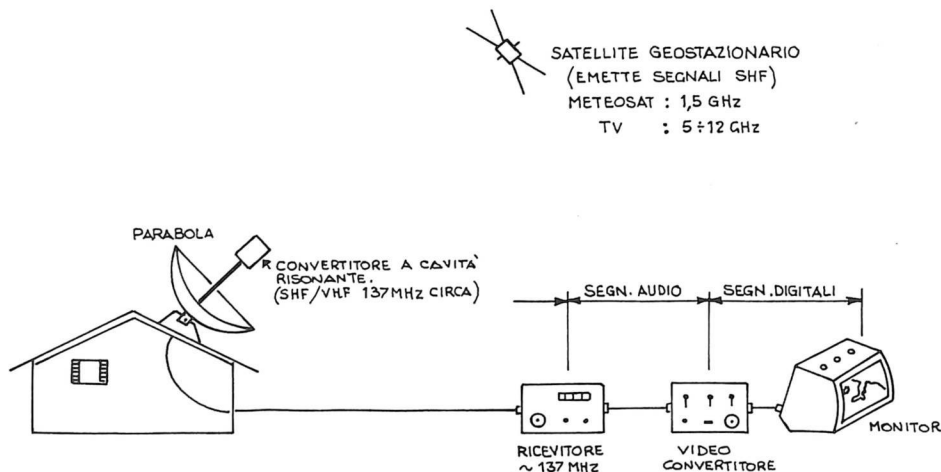 SATELLITE GEOSTAZIONARIO
(EMETTE SEGNALI SHF)
METEOSAT : 1,5 GHz
TV : 5÷12 GHz
PARABOLA
CONVERTITORE A CAVITÀ
RISONANTE.
(SHF/VHF 137MHz CIRCA)
SEGN. AUDIO
SEGN. DIGITALI
RICEVITORE
~ 137 MHz
VIDEO
CONVERTITORE
MONITOR